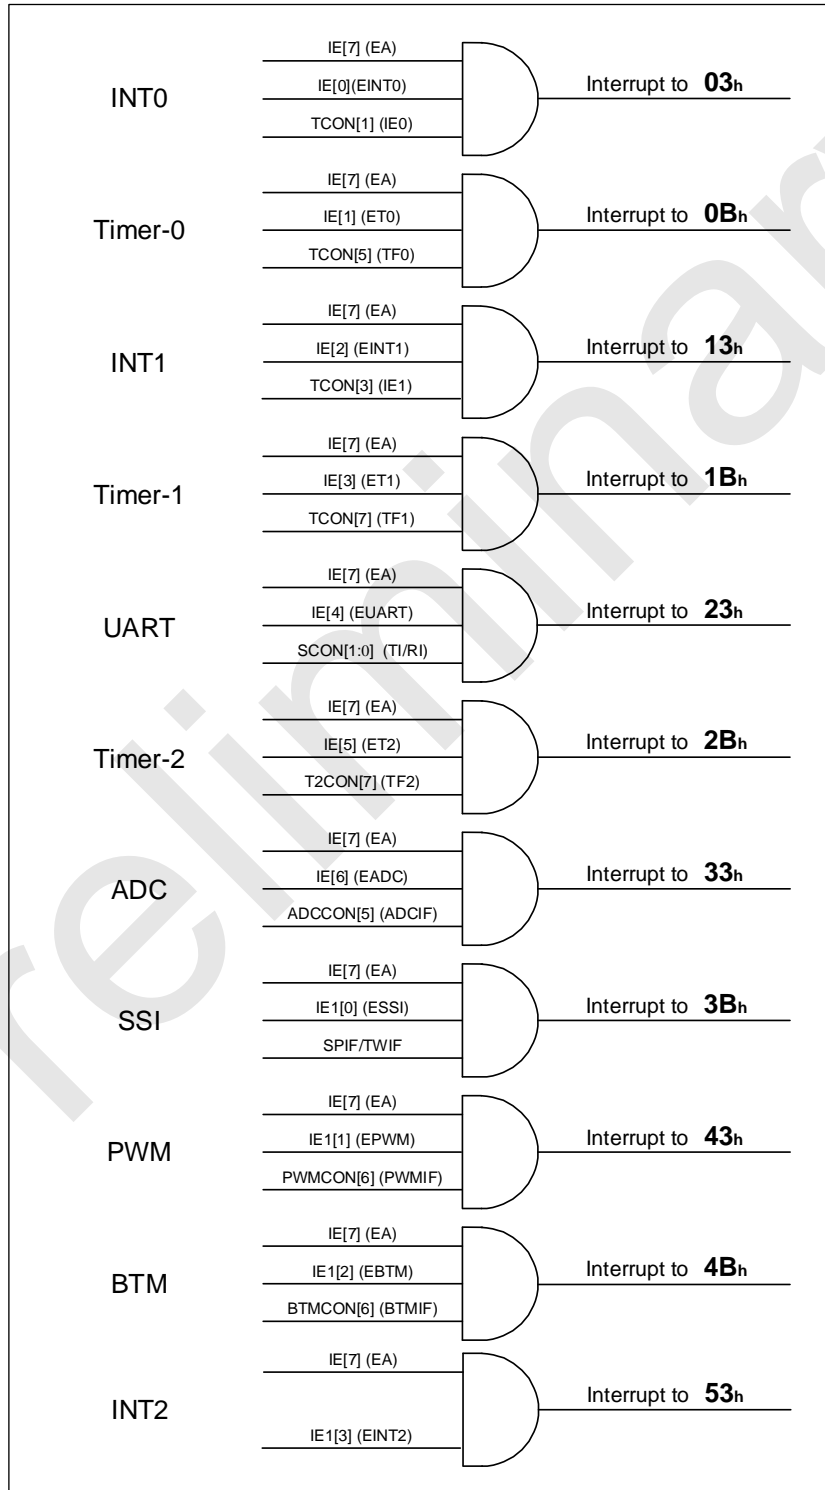 IE[7] (EA)
INT0 IE[0](EINT0) Interrupt to 03h
TCON[1] (IE0)
IE[7] (EA)
Timer-0 IE[1] (ET0) Interrupt to 0Bh
TCON[5] (TF0)
IE[7] (EA)
INT1 IE[2] (EINT1) Interrupt to 13h
TCON[3] (IE1)
IE[7] (EA)
Timer-1 IE[3] (ET1) Interrupt to 1Bh
TCON[7] (TF1)
IE[7] (EA)
UART IE[4] (EUART) Interrupt to 23h
SCON[1:0] (TI/RI)
IE[7] (EA)
Timer-2 IE[5] (ET2) Interrupt to 2Bh
T2CON[7] (TF2)
IE[7] (EA)
ADC IE[6] (EADC) Interrupt to 33h
ADCCON[5] (ADCIF)
IE[7] (EA)
SSI IE1[0] (ESSI) Interrupt to 3Bh
SPIF/TWIF
IE[7] (EA)
PWM IE1[1] (EPWM) Interrupt to 43h
PWMCON[6] (PWMIF)
IE[7] (EA)
BTM IE1[2] (EBTM) Interrupt to 4Bh
BTMCON[6] (BTMIF)
IE[7] (EA)
INT2 Interrupt to 53h
IE1[3] (EINT2)
reliminar